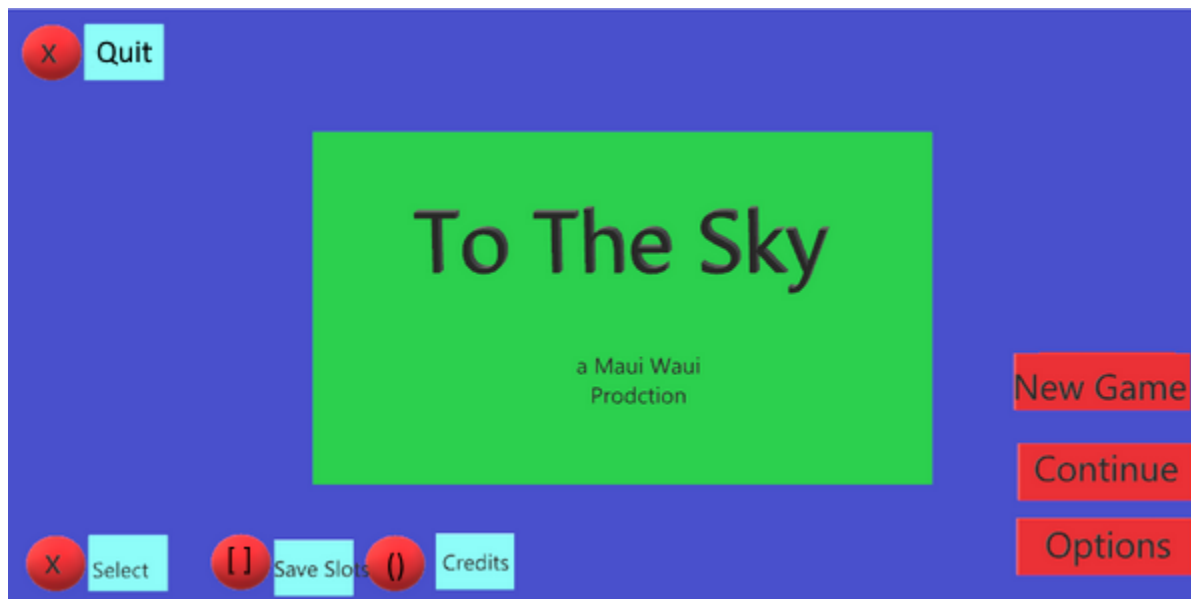 X Quit
To The Sky
a Maui Waui
Prodction
New Game
Continue
Options
X Select [ ] Save Slots () Credits